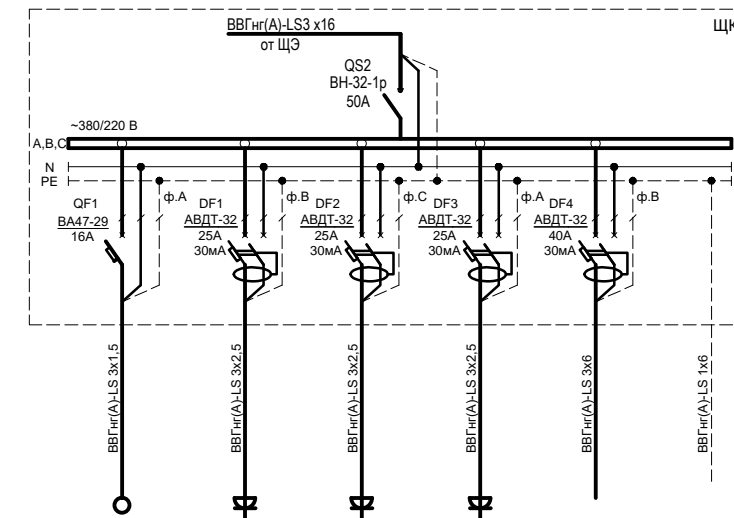 ВВГнг(А)-LS3 х16
от ЩЭ
ЩК
QS2
ВН-32-1р
50А
~380/220 В
А,В,С
N
PE
QF1
ВА47-29
16А
ф.А
DF1
АВДТ-32
25А
30мА
ф.В
DF2
АВДТ-32
25А
30мА
ф.С
DF3
АВДТ-32
25А
30мА
ф.А
DF4
АВДТ-32
40А
30мА
ф.В
ВВГнг(А)-LS 3х1,5
ВВГнг(А)-LS 3х2,5
ВВГнг(А)-LS 3х2,5
ВВГнг(А)-LS 3х2,5
ВВГнг(А)-LS 3х6
ВВГнг(А)-LS 1х6